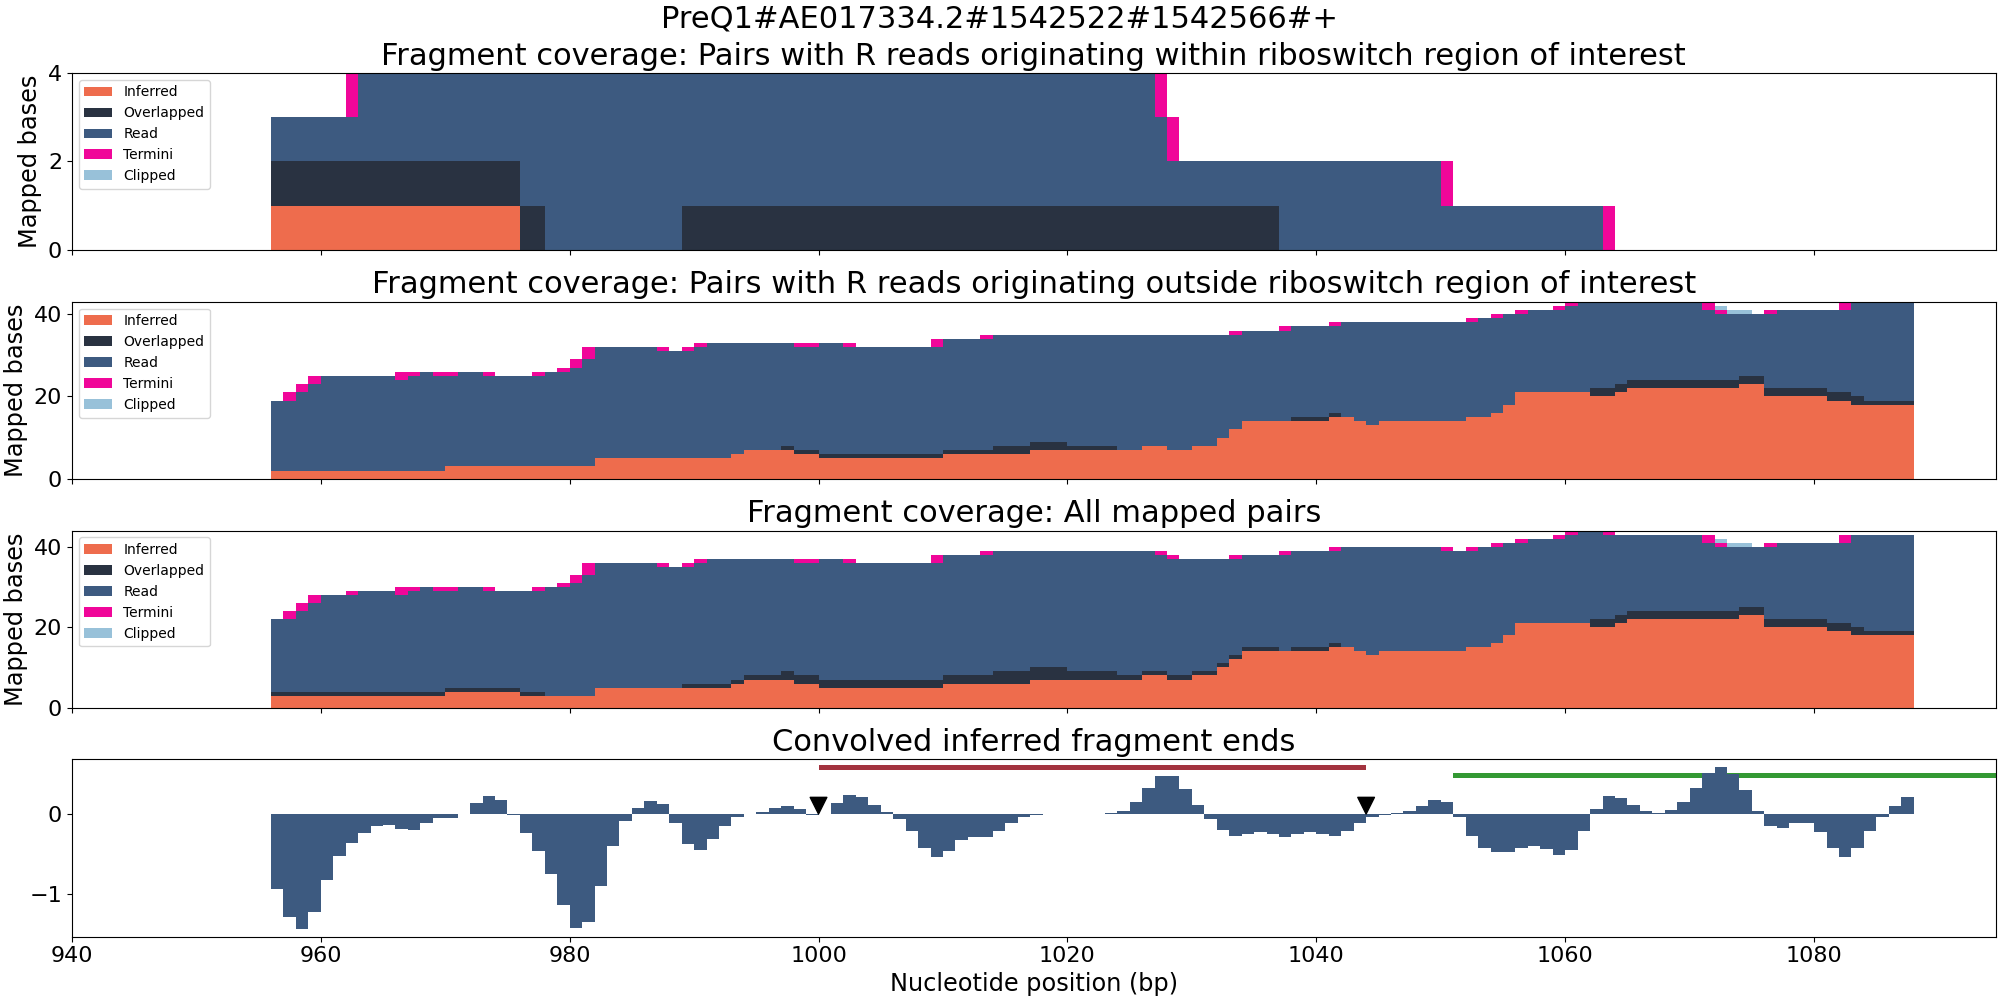 PreQ1#AE017334.2#1542522#1542566#+
Fragment coverage: Pairs with R reads originating within riboswitch region of interest
Mapped bases
4
2
0
Inferred
Overlapped
Read
Termini
Clipped
Fragment coverage: Pairs with R reads originating outside riboswitch region of interest
Mapped bases
40
20
0
Inferred
Overlapped
Read
Termini
Clipped
Fragment coverage: All mapped pairs
Mapped bases
40
20
0
Inferred
Overlapped
Read
Termini
Clipped
Convolved inferred fragment ends
0
−1
940 960 980 1000 1020 1040 1060 1080
Nucleotide position (bp)